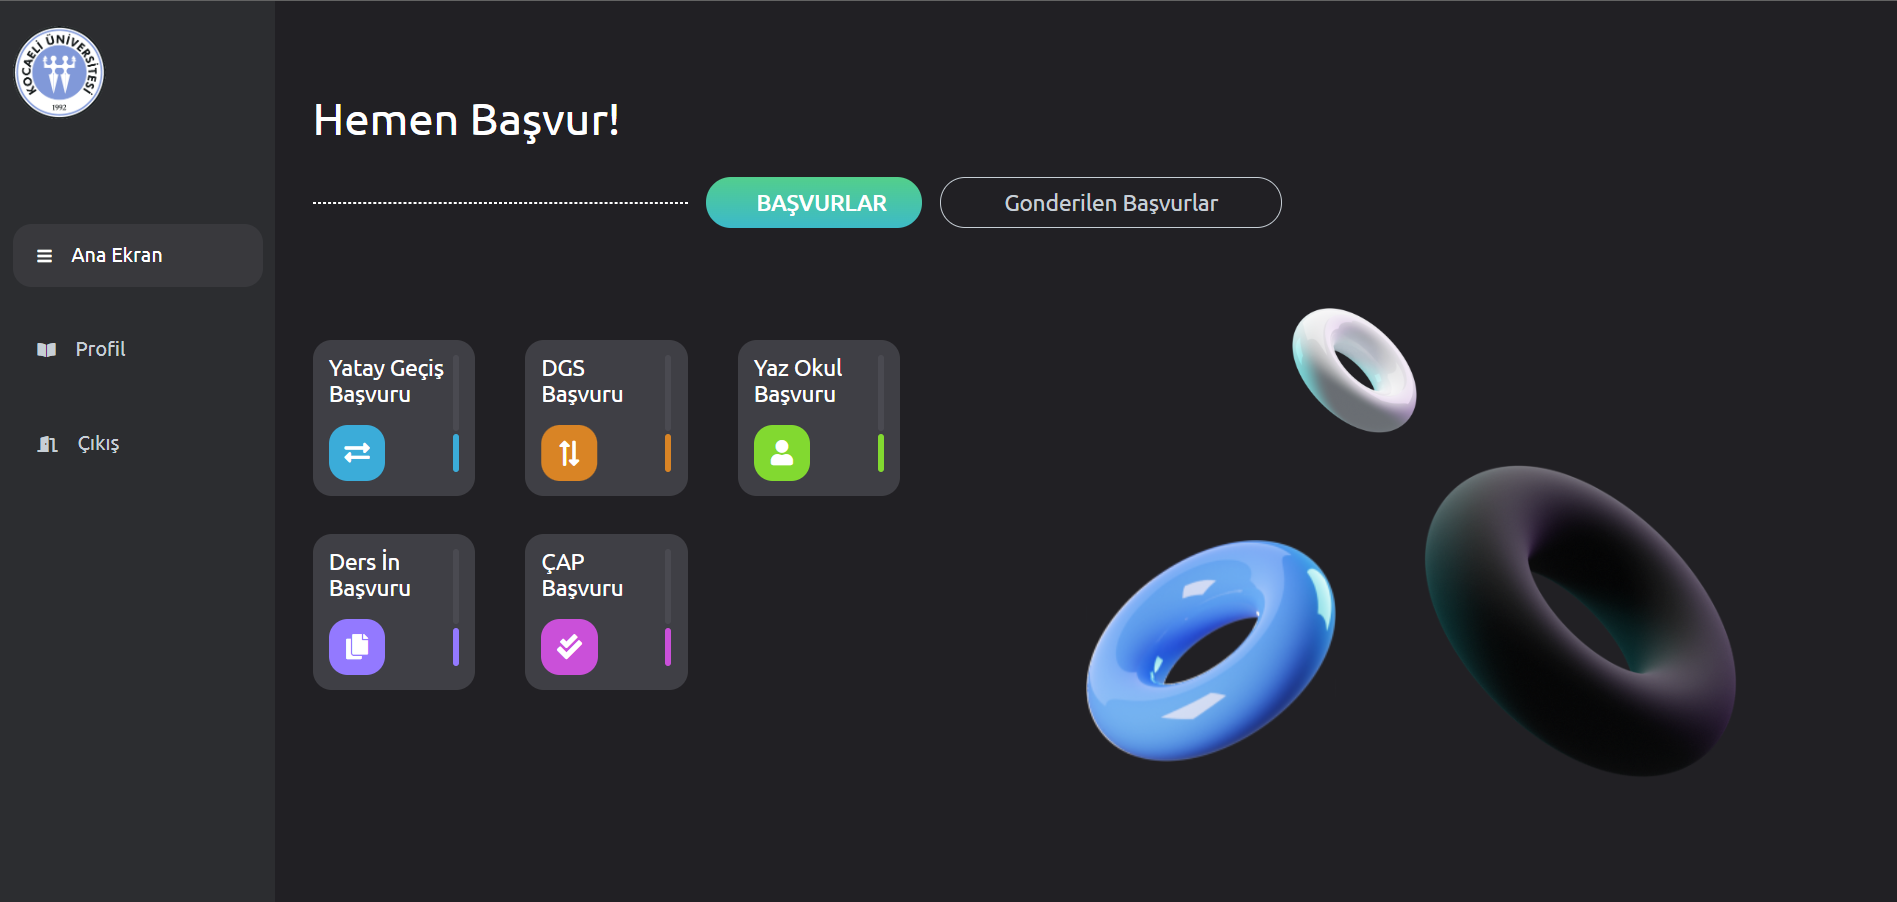 KOCAELİ ÜNİVERSİTESİ
1992
Ana Ekran
Profil
Çıkış
Hemen Başvur!
BAŞVURLAR
Gonderilen Başvurlar
Yatay Geçiş
Başvuru
DGS
Başvuru
Yaz Okul
Başvuru
Ders İn
Başvuru
ÇAP
Başvuru